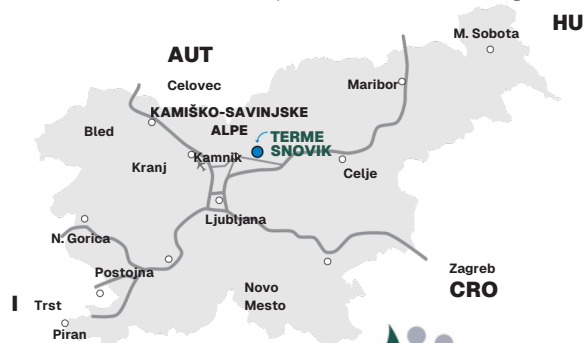 HU
M. Sobota
AUT
Celovec
Maribor
KAMIŠKO-SAVINJSKE
ALPE
TERME
SNOVIK
Bled
Kamnik
Kranj
Celje
Ljubljana
N. Gorica
Postojna
Zagreb
CRO
Novo
Mesto
I
Trst
Piran